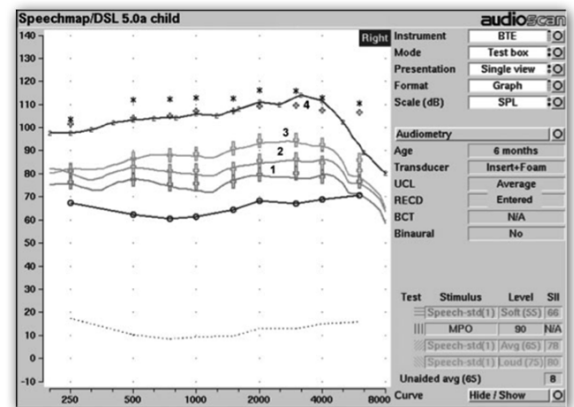 Speechmap/DSL 5.0a child
audioscan
Right
140
130
120
110
100
90
80
70
60
50
40
30
20
10
0
-10
250
500
1000
2000
4000
8000
4
3
2
1
Instrument BTE
Mode Test box
Presentation Single view
Format Graph
Scale (dB) SPL
Audiometry
Age 6 months
Transducer Insert+Foam
UCL Average
RECD Entered
BCT N/A
Binaural No
Test Stimulus Level SII
Speech-std(1) Soft (55) 66
MPO 90 N/A
Speech-std(1) Avg (65) 78
Speech-std(1) Loud (75) 80
Unaided avg (65) 8
Curve Hide / Show